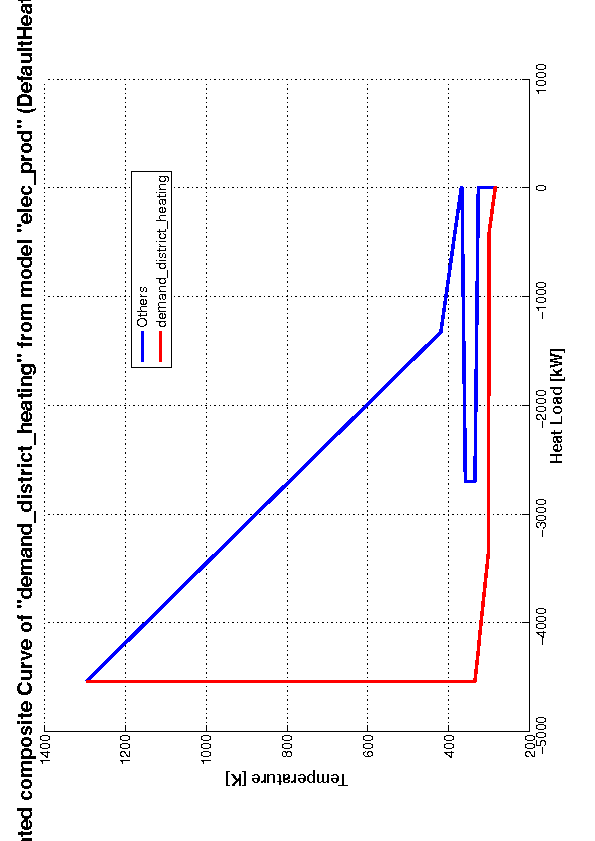 ted composite Curve of "demand_district_heating" from model "elec_prod" (DefaultHeat
1400
1200
1000
800
600
400
200
Temperature [K]
Others
demand_district_heating
-5000
-4000
-3000
-2000
-1000
0
1000
Heat Load [kW]